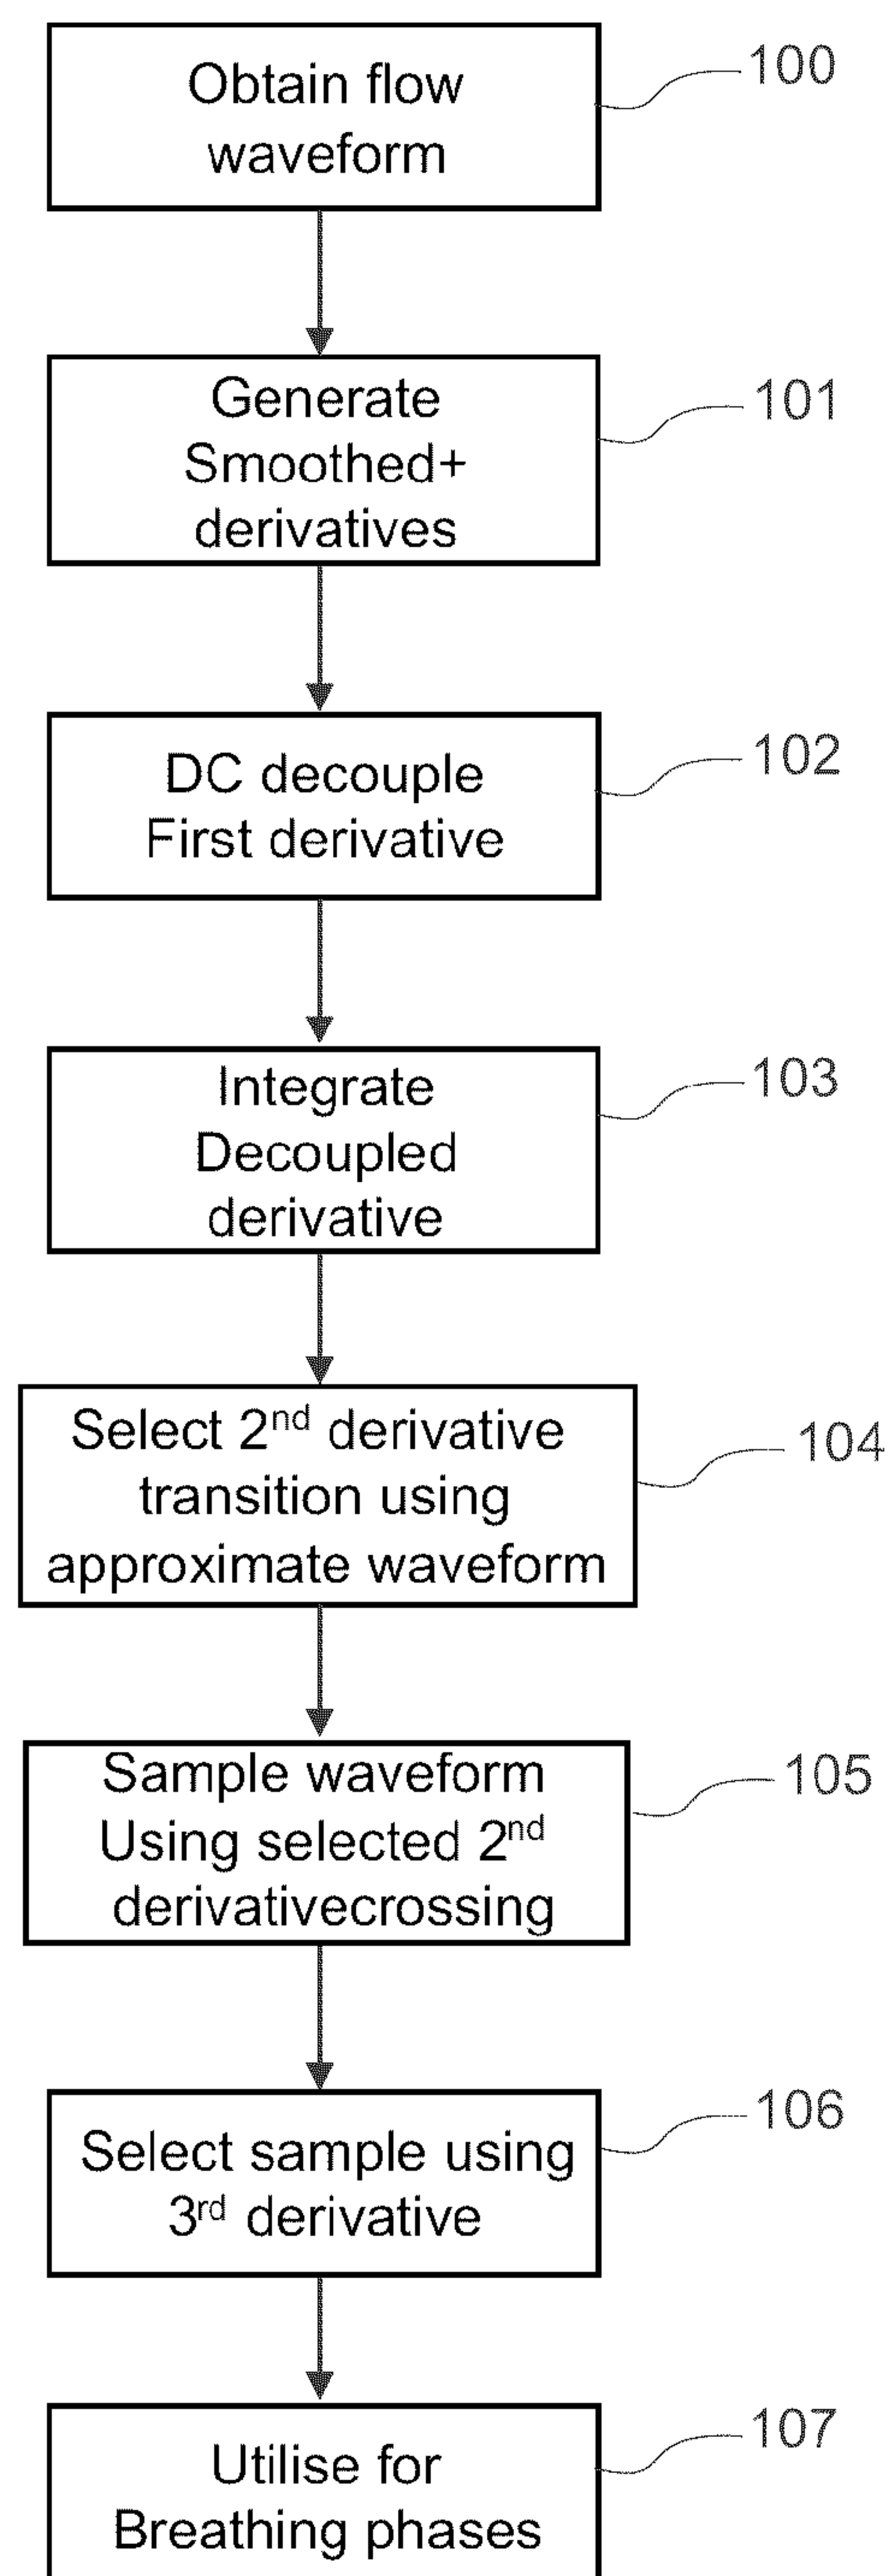 Obtain flow
waveform
100
Generate
Smoothed+
derivatives
101
DC decouple
First derivative
102
Integrate
Decoupled
derivative
103
Select 2nd derivative
transition using
approximate waveform
104
Sample waveform
Using selected 2nd
derivativecrossing
105
Select sample using
3rd derivative
106
Utilise for
Breathing phases
107